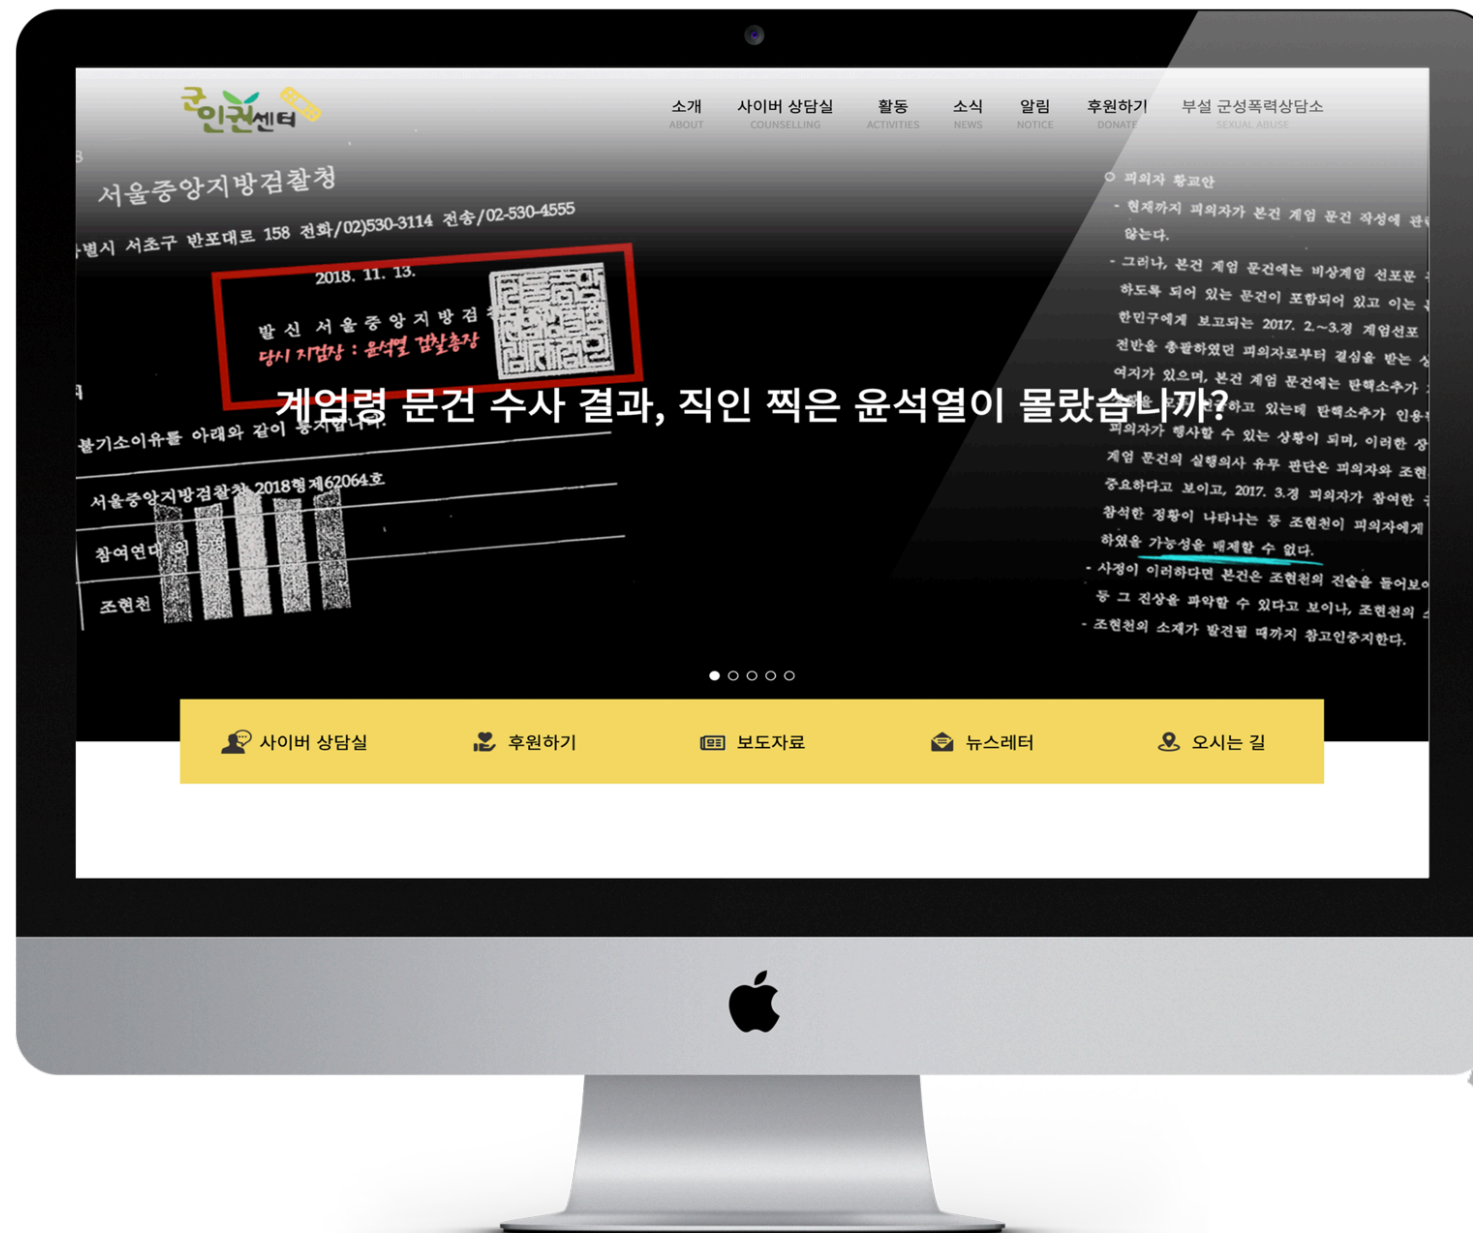 군인권센터
소개 사이버 상담실 활동 소식 알림 후원하기 부설 군성폭력상담소
ABOUT COUNSELLING ACTIVITIES NEWS NOTICE DONATE SEXUAL ABUSE
서울중앙지방검찰청
별시 서초구 반포대로 158 전화/02)530-3114 전송/02-530-4555
2018. 11. 13.
발 신 서 울 중 앙 지 방 검
당시 지검장 : 윤석열 검찰총장
계엄령 문건 수사 결과, 직인 찍은 윤석열이 몰랐습니까?
불기소이유를 아래와 같이 통지합니다.
서울중앙지방검찰청 2018형제62064호
참여연대 외
조현천
○ 피의자 황교안
- 현재까지 피의자가 본건 계엄 문건 작성에
않는다.
- 그러나, 본건 계엄 문건에는 비상계엄 선포문
하도록 되어 있는 문건이 포함되어 있고 이는
한민구에게 보고되는 2017. 2.~3.경 계엄선포
전반을 총괄하였던 피의자로부터 결심을 받는
여지가 있으며, 본건 계엄 문건에는 탄핵소추가
하고 있는데 탄핵소추가
피의자가 행사할 수 있는 상황이 되며, 이러한
계엄 문건의 실행의사 유무 판단은 피의자와
중요하다고 보이고, 2017. 3.경 피의자가 참여한
참석한 정황이 나타나는 등 조현천이 피의자에게
하였을 가능성을 배제할 수 없다.
- 사정이 이러하다면 본건은 조현천의 진술을
등 그 진상을 파악할 수 있다고 보이나, 조현천의
- 조현천의 소재가 발견될 때까지 참고인중지한다.
사이버 상담실 후원하기 보도자료 뉴스레터 오시는 길